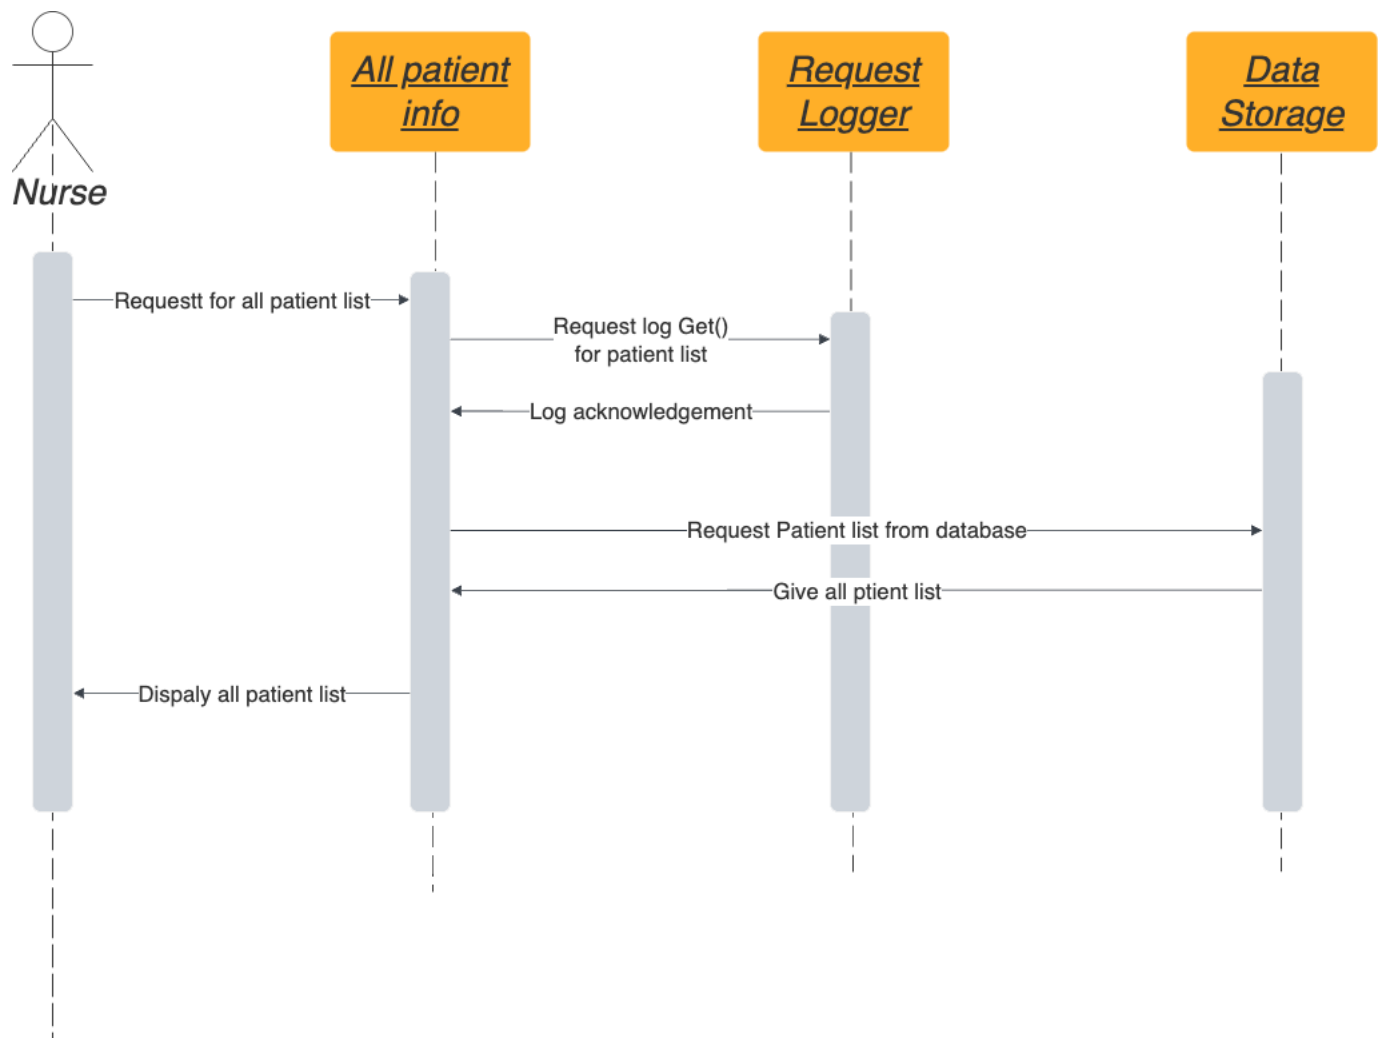 All patient
info
Request
Logger
Data
Storage
Nurse
Requestt for all patient list
Request log Get()
for patient list
Log acknowledgement
Request Patient list from database
Give all ptient list
Dispaly all patient list